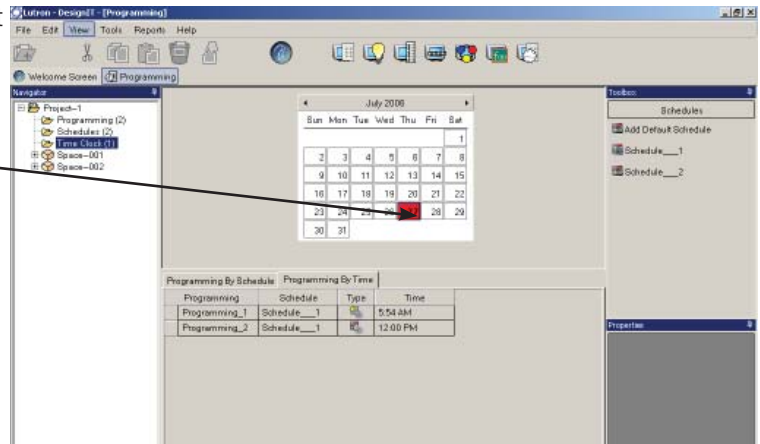 Lutron - DesignIT - [Programming]
File Edit View Tools Reports Help
Welcome Screen Programming
Navigator
Project-1
Programming (2)
Schedules (2)
Time Clock (1)
Space-001
Space-002
July 2006
Sun Mon Tue Wed Thu Fri Sat
1
2 3 4 5 6 7 8
9 10 11 12 13 14 15
16 17 18 19 20 21 22
23 24 25 26 27 28 29
30 31
Programming By Schedule Programming By Time
Programming Schedule Type Time
Programming_1 Schedule___1 5:54 AM
Programming_2 Schedule___1 12:00 PM
Toolbox
Schedules
Add Default Schedule
Schedule___1
Schedule___2
Properties